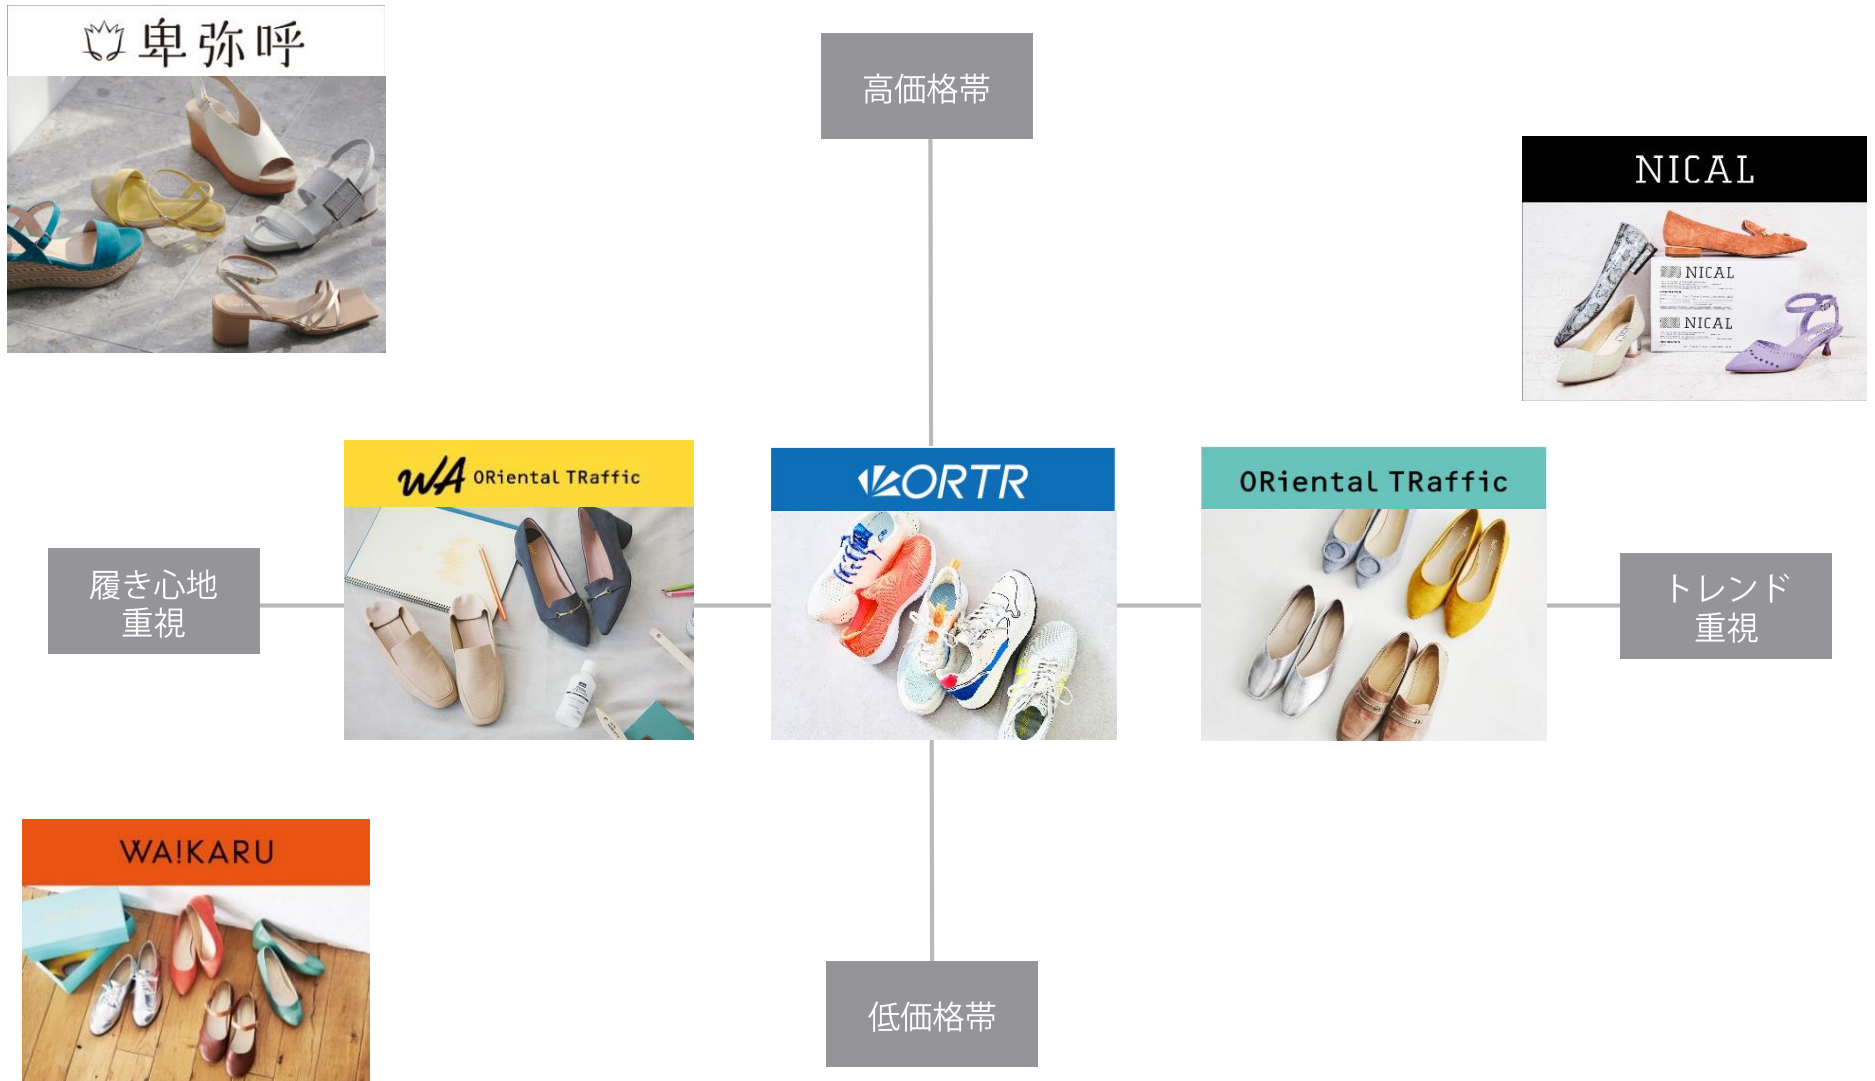 卑弥呼
高価格帯
NICAL
NICAL
NICAL
WA ORiental TRaffic
ORTR
ORiental TRaffic
履き心地
重視
トレンド
重視
WA!KARU
低価格帯